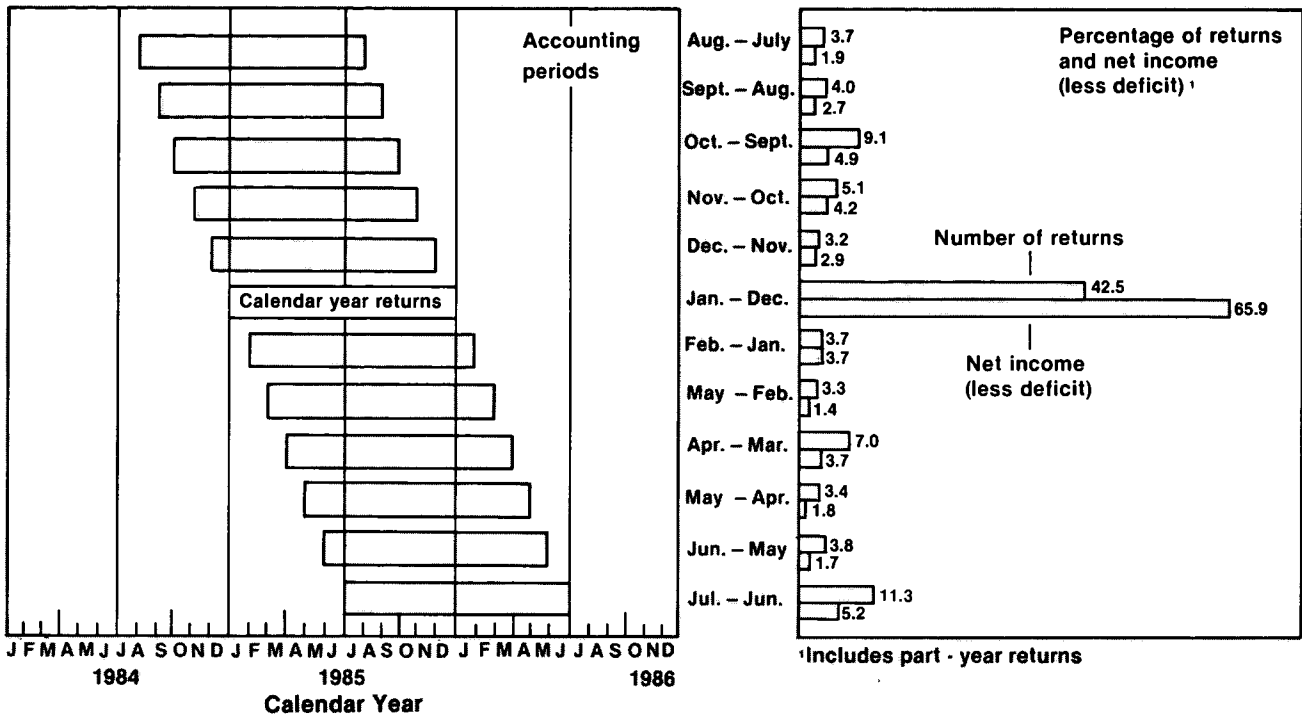 Accounting
periods
Calendar year returns
J F M A M J J A S O N D J F M A M J J A S O N D J F M A M J J A S O N D
1984 1985 1986
Calendar Year
Percentage of returns
and net income
(less deficit) ¹
Aug. – July 3.7
1.9
Sept. – Aug. 4.0
2.7
Oct. – Sept. 9.1
4.9
Nov. – Oct. 5.1
4.2
Dec. – Nov. 3.2
2.9
Number of returns
Jan. – Dec. 42.5
65.9
Feb. – Jan. 3.7
3.7
Net income
(less deficit)
May – Feb. 3.3
1.4
Apr. – Mar. 7.0
3.7
May – Apr. 3.4
1.8
Jun. – May 3.8
1.7
Jul. – Jun. 11.3
5.2
¹Includes part - year returns